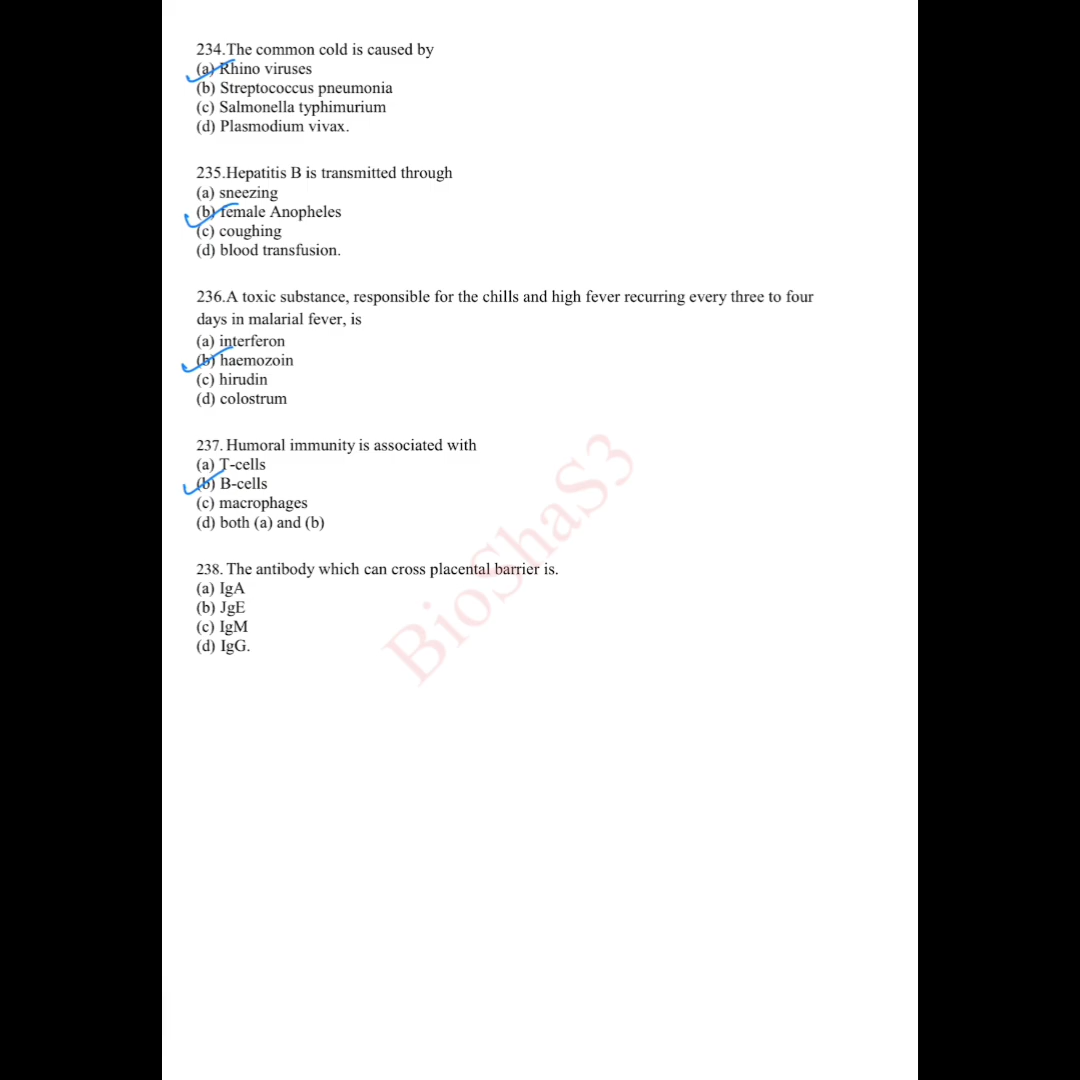 234.The common cold is caused by
(a) Rhino viruses
(b) Streptococcus pneumonia
(c) Salmonella typhimurium
(d) Plasmodium vivax.
235.Hepatitis B is transmitted through
(a) sneezing
(b) female Anopheles
(c) coughing
(d) blood transfusion.
236.A toxic substance, responsible for the chills and high fever recurring every three to four
days in malarial fever, is
(a) interferon
(b) haemozoin
(c) hirudin
(d) colostrum
237. Humoral immunity is associated with
(a) T-cells
(b) B-cells
(c) macrophages
(d) both (a) and (b)
238. The antibody which can cross placental barrier is.
(a) IgA
(b) JgE
(c) IgM
(d) IgG.
BioShaS3